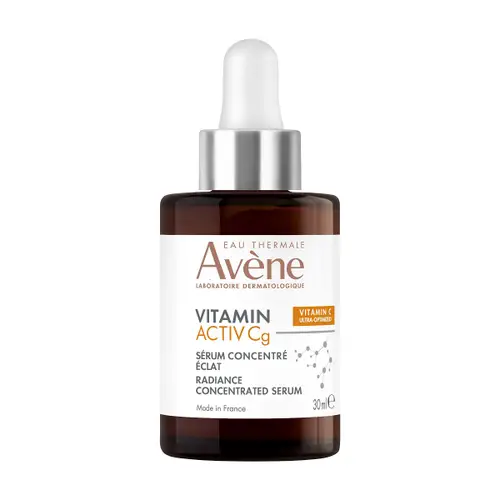 EAU THERMALE
Avène
LABORATOIRE DERMATOLOGIQUE
VITAMIN
ACTIV Cg
VITAMIN C
ULTRA-OPTIMIZED
SÉRUM CONCENTRÉ
ÉCLAT
RADIANCE
CONCENTRATED SERUM
Made in France
30 ml ℮